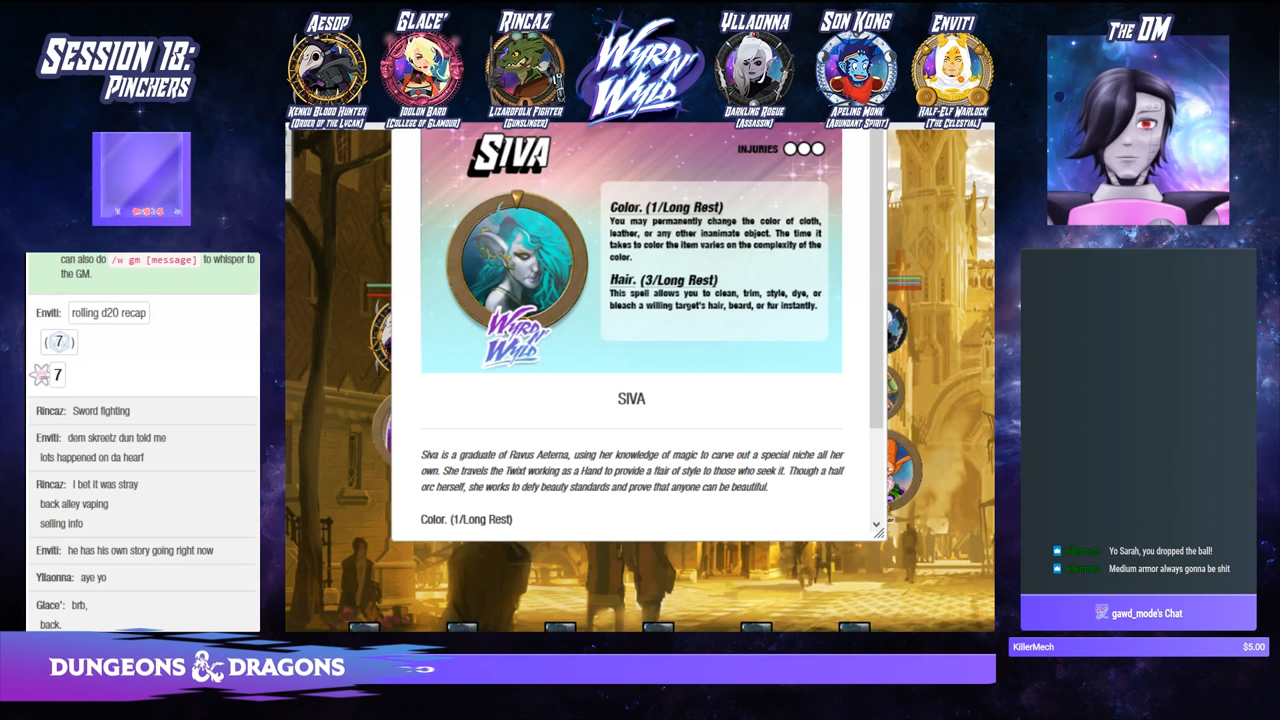 SESSION 18:
PINCHERS
AESOP
KENKU BLOOD HUNTER
(ORDER OF THE LYCAN)
GLACE'
IDOLON BARD
(COLLEGE OF GLAMOUR)
RINCAZ
LIZARDFOLK FIGHTER
(GUNSLINGER)
WYRD N' WYLD
YLLAONNA
DARKLING ROGUE
(ASSASSIN)
SON KONG
APELING MONK
(ABUNDANT SPIRIT)
ENVITI
HALF-ELF WARLOCK
(THE CELESTIAL)
THE DM
can also do /w gm [message] to whisper to
the GM.
Enviti: rolling d20 recap
(7)
7
Rincaz: Sword fighting
Enviti: dem skreetz dun told me
lots happened on da hearf
Rincaz: I bet it was stray
back alley vaping
selling info
Enviti: he has his own story going right now
Yllaonna: aye yo
Glace': brb,
back.
SIVA
INJURIES
Color. (1/Long Rest)
You may permanently change the color of cloth,
leather, or any other inanimate object. The time it
takes to color the item varies on the complexity of the
color.
Hair. (3/Long Rest)
This spell allows you to clean, trim, style, dye, or
bleach a willing target's hair, beard, or fur instantly.
WYRD N'
WYLD
SIVA
Siva is a graduate of Ravus Aeterna, using her knowledge of magic to carve out a special niche all her
own. She travels the Twixt working as a Hand to provide a flair of style to those who seek it. Though a half
orc herself, she works to defy beauty standards and prove that anyone can be beautiful.
Color. (1/Long Rest)
Killermech Yo Sarah, you dropped the ball!
Killermech Medium armor always gonna be shit
gawd_mode's Chat
KillerMech $5.00
DUNGEONS & DRAGONS